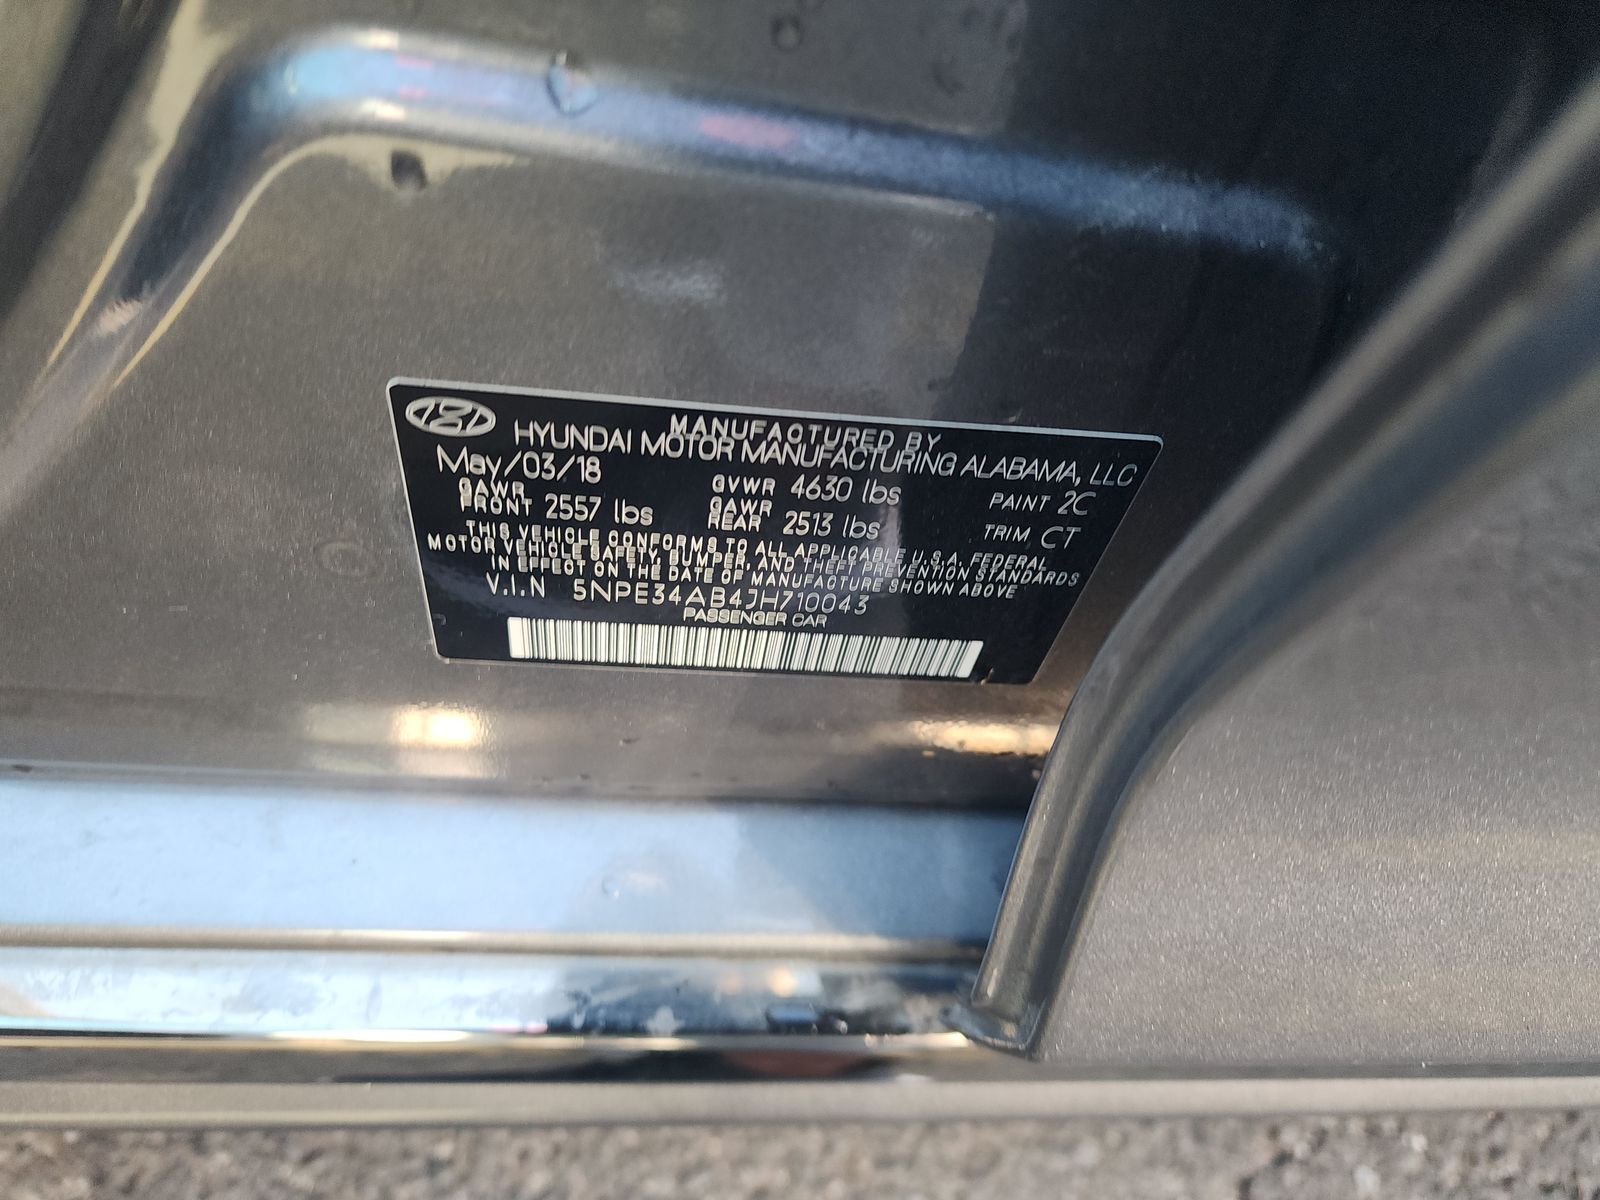 MANUFACTURED BY
HYUNDAI MOTOR MANUFACTURING ALABAMA, LLC
May/03/18 GVWR 4630 lbs PAINT 2C
GAWR FRONT 2557 lbs GAWR REAR 2513 lbs TRIM CT
THIS VEHICLE CONFORMS TO ALL APPLICABLE U.S.A. FEDERAL
MOTOR VEHICLE SAFETY, BUMPER, AND THEFT PREVENTION STANDARDS
IN EFFECT ON THE DATE OF MANUFACTURE SHOWN ABOVE
V.I.N 5NPE34AB4JH710043
PASSENGER CAR